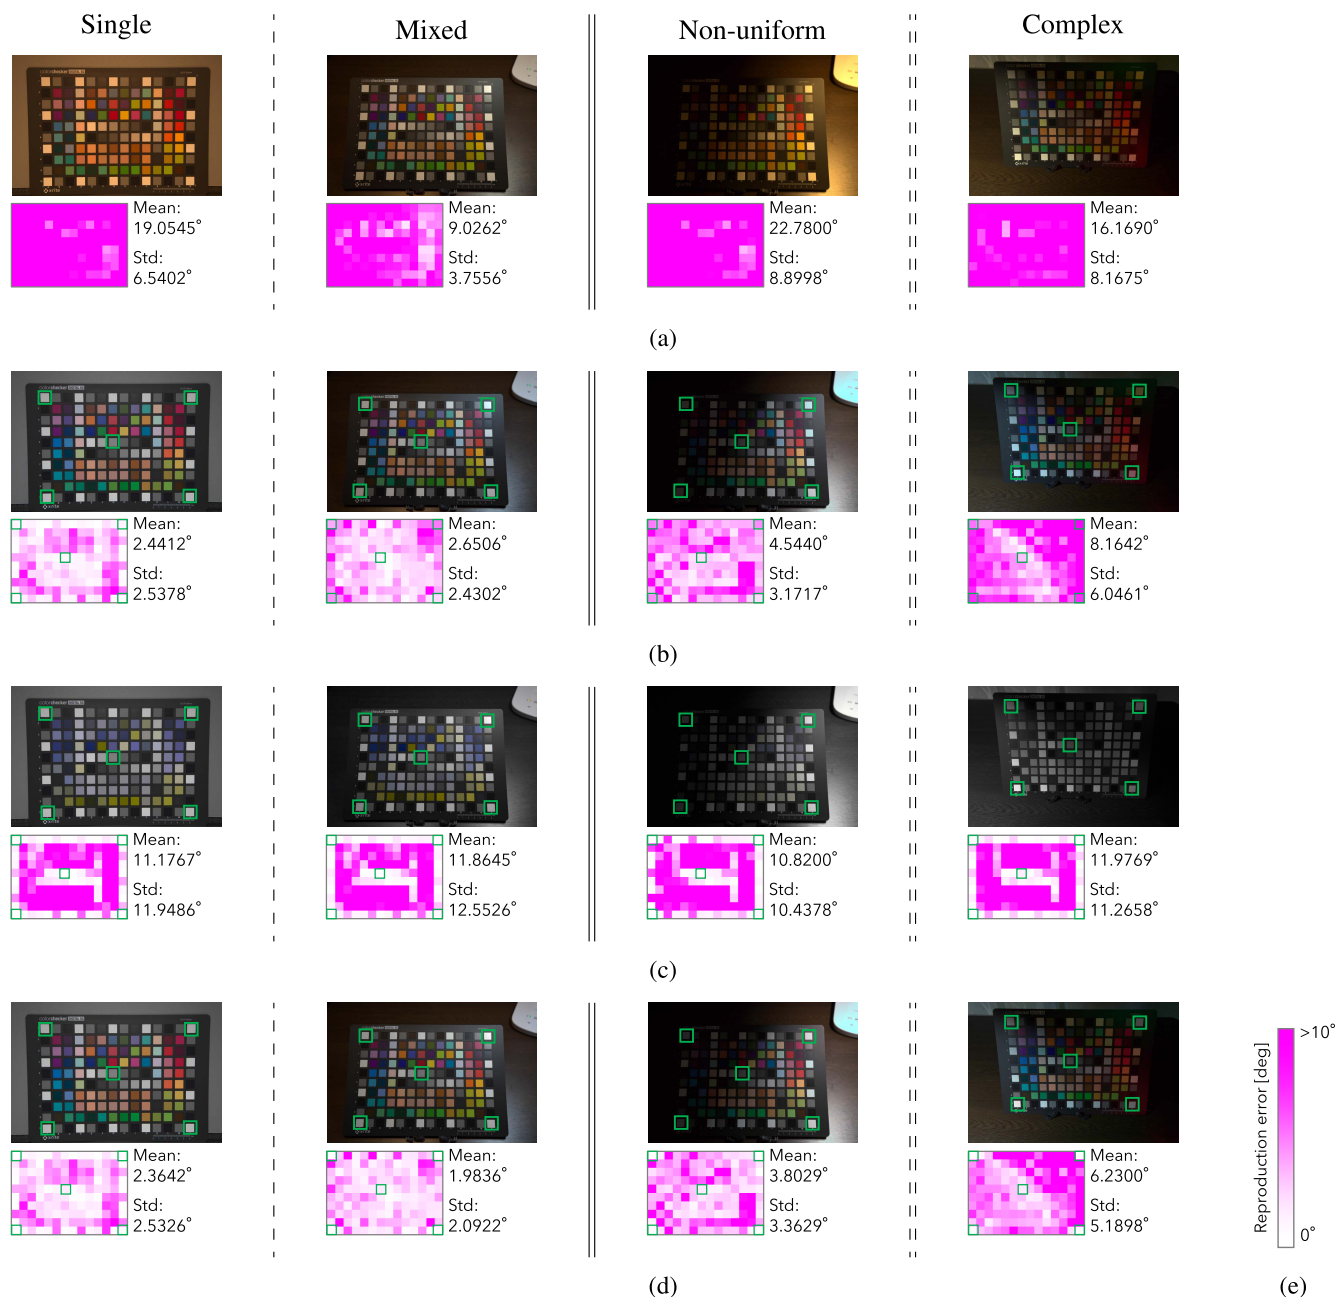 Single
Mixed
Non-uniform
Complex
Mean:
19.0545°
Std:
6.5402°
Mean:
9.0262°
Std:
3.7556°
Mean:
22.7800°
Std:
8.8998°
Mean:
16.1690°
Std:
8.1675°
(a)
Mean:
2.4412°
Std:
2.5378°
Mean:
2.6506°
Std:
2.4302°
Mean:
4.5440°
Std:
3.1717°
Mean:
8.1642°
Std:
6.0461°
(b)
Mean:
11.1767°
Std:
11.9486°
Mean:
11.8645°
Std:
12.5526°
Mean:
10.8200°
Std:
10.4378°
Mean:
11.9769°
Std:
11.2658°
(c)
Mean:
2.3642°
Std:
2.5326°
Mean:
1.9836°
Std:
2.0922°
Mean:
3.8029°
Std:
3.3629°
Mean:
6.2300°
Std:
5.1898°
(d)
>10°
Reproduction error [deg]
0°
(e)